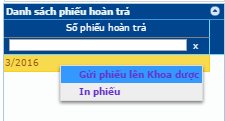 Danh sách phiếu hoàn trả
Số phiếu hoàn trả
x
3/2016
Gửi phiếu lên Khoa dược
In phiếu